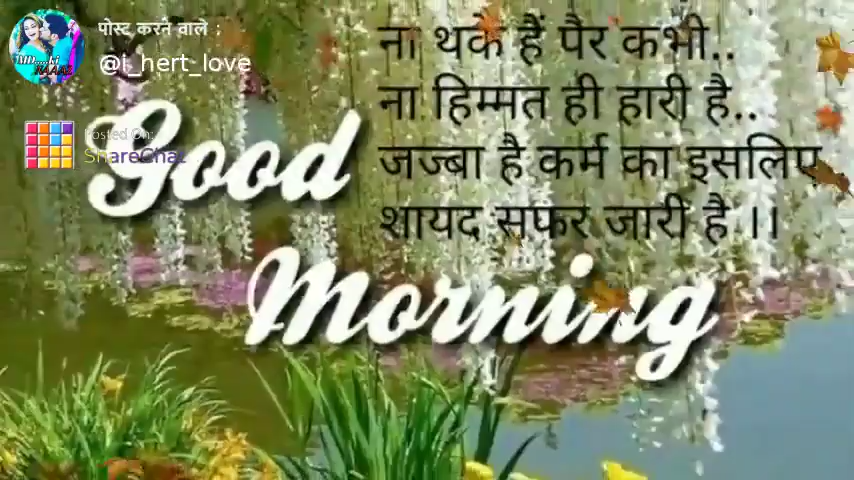 पोस्ट करने वाले :
@i_hert_love
Posted On:
ShareChat
ना थके हैं पैर कभी..
ना हिम्मत ही हारी है..
जज्बा है कर्म का इसलिए
शायद सफर जारी है ।।
Good
Morning